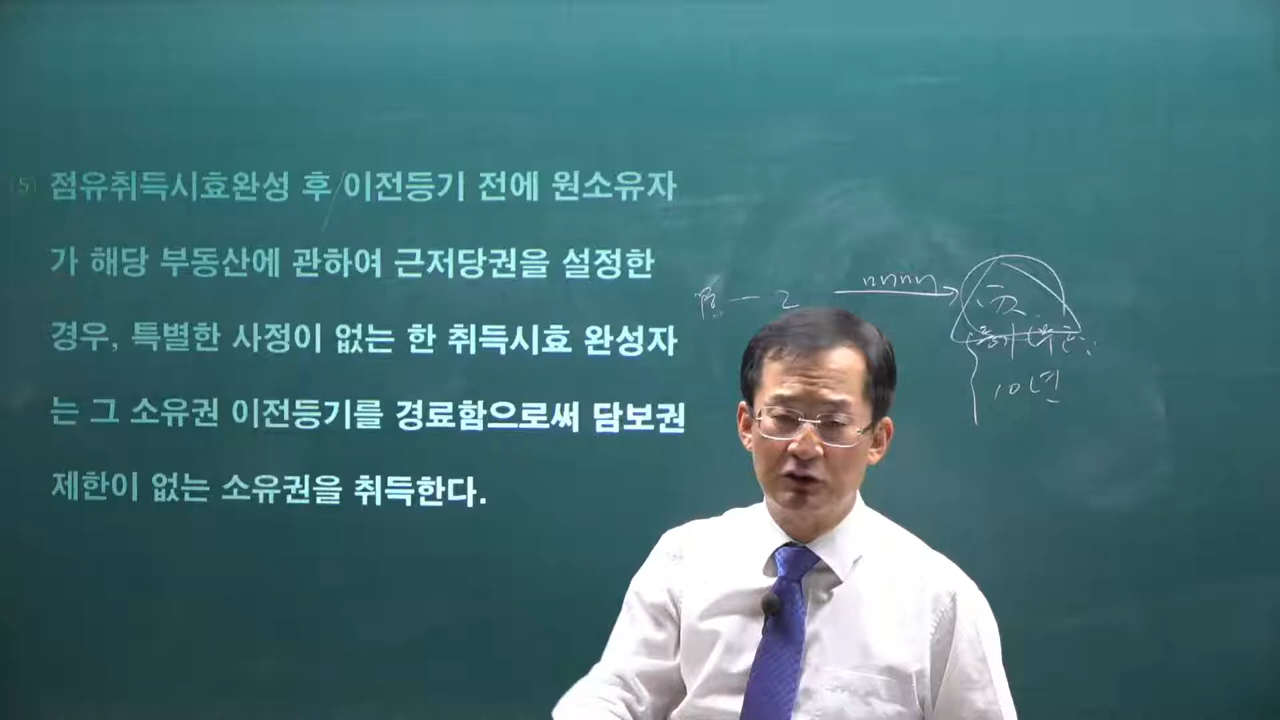 5) 점유취득시효완성 후 이전등기 전에 원소유자
가 해당 부동산에 관하여 근저당권을 설정한
경우, 특별한 사정이 없는 한 취득시효 완성자
는 그 소유권 이전등기를 경료함으로써 담보권
제한이 없는 소유권을 취득한다.
10년